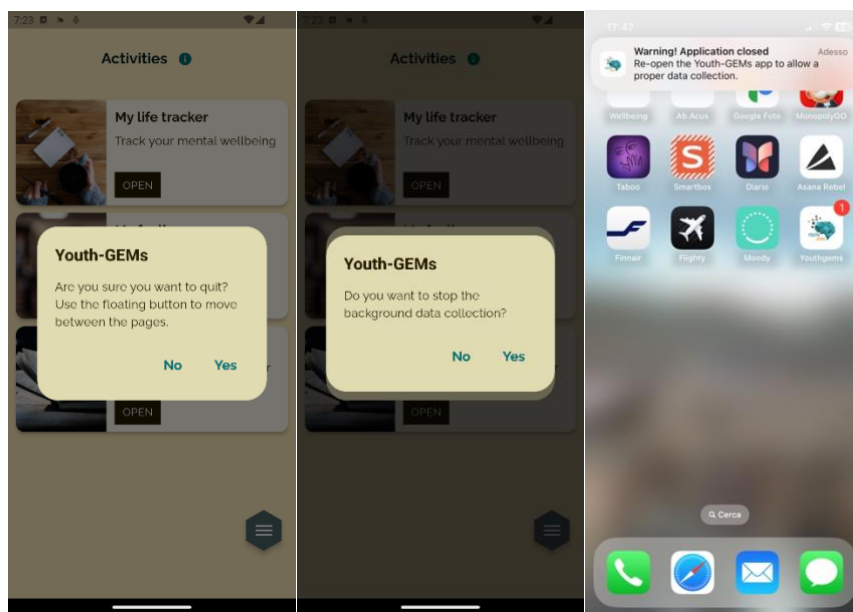 7:23
Activities
My life tracker
Track your mental wellbeing
OPEN
Youth-GEMs
Are you sure you want to quit?
Use the floating button to move
between the pages.
No Yes
OPEN
7:23
Activities
My life tracker
Track your mental wellbeing
OPEN
Youth-GEMs
Do you want to stop the
background data collection?
No Yes
OPEN
17:47
Warning! Application closed Adesso
Re-open the Youth-GEMs app to allow a
proper data collection.
Wellbeing Ab.Acus Google Foto MonopolyGO
Taboo Smartbox Diario Asana Rebel
1
Finnair Flighty Moody Youthgems
Cerca